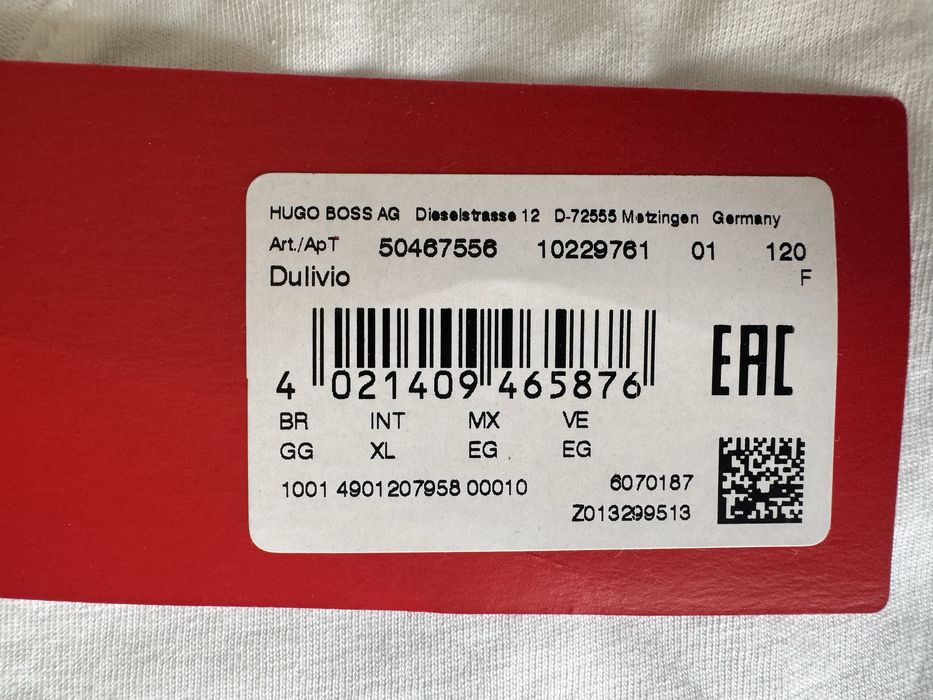 HUGO BOSS AG Dieselstrasse 12 D-72555 Metzingen Germany
Art./ApT 50467556 10229761 01 120
Dulivio F
4 021409 465876
EAC
BR INT MX VE
GG XL EG EG
1001 4901207958 00010 6070187
Z013299513